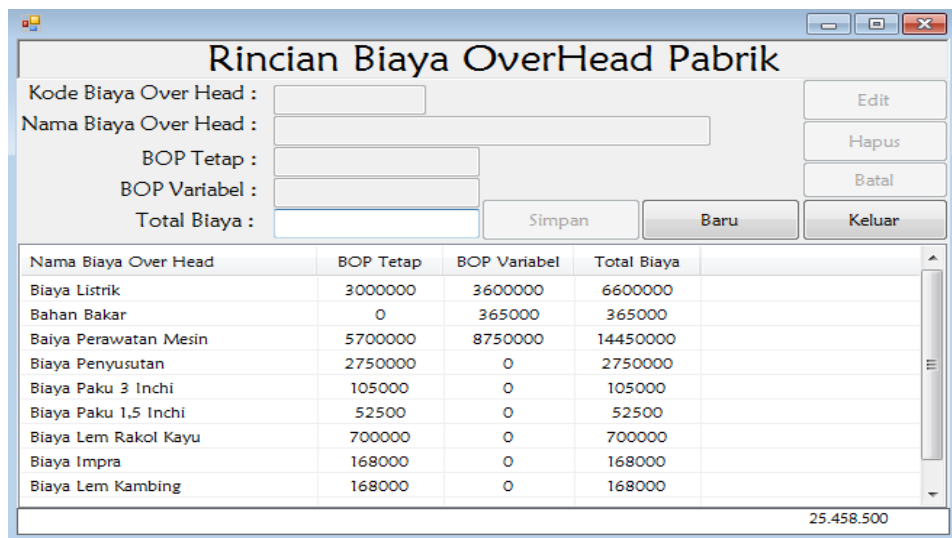 Rincian Biaya OverHead Pabrik
Kode Biaya Over Head :
Edit
Nama Biaya Over Head :
Hapus
BOP Tetap :
BOP Variabel :
Batal
Total Biaya :
Simpan
Baru
Keluar
Nama Biaya Over Head BOP Tetap BOP Variabel Total Biaya
Biaya Listrik 3000000 3600000 6600000
Bahan Bakar 0 365000 365000
Baiya Perawatan Mesin 5700000 8750000 14450000
Biaya Penyusutan 2750000 0 2750000
Biaya Paku 3 Inchi 105000 0 105000
Biaya Paku 1,5 Inchi 52500 0 52500
Biaya Lem Rakol Kayu 700000 0 700000
Biaya Impra 168000 0 168000
Biaya Lem Kambing 168000 0 168000
25.458.500